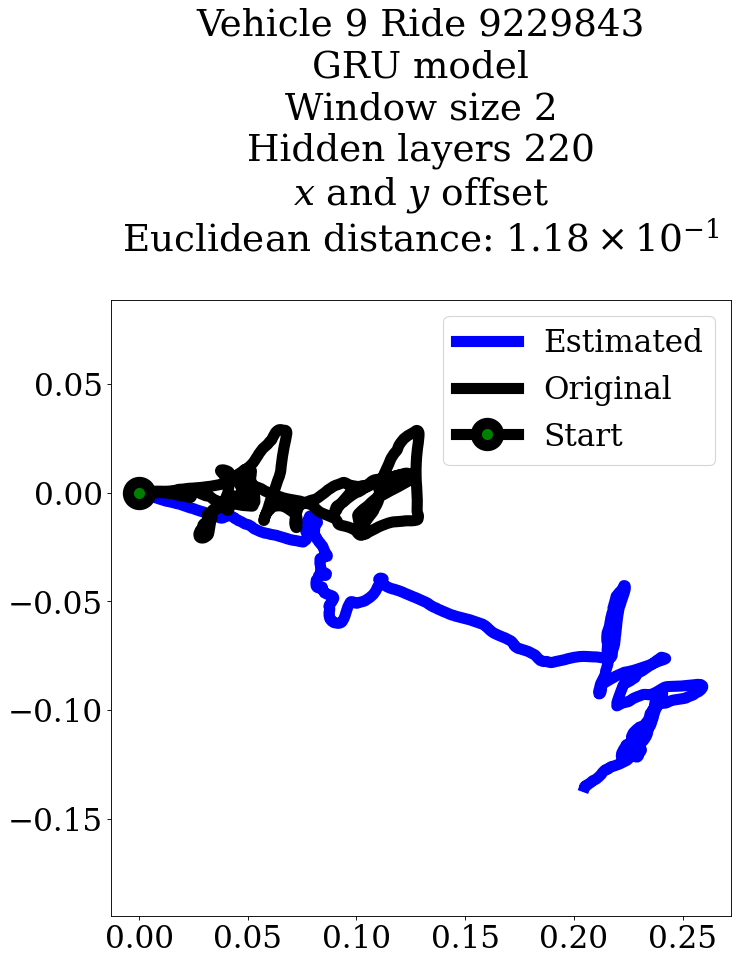 Vehicle 9 Ride 9229843
GRU model
Window size 2
Hidden layers 220
x and y offset
Euclidean distance: 1.18 × 10⁻¹
Estimated
Original
Start
0.05
0.00
−0.05
−0.10
−0.15
0.00 0.05 0.10 0.15 0.20 0.25